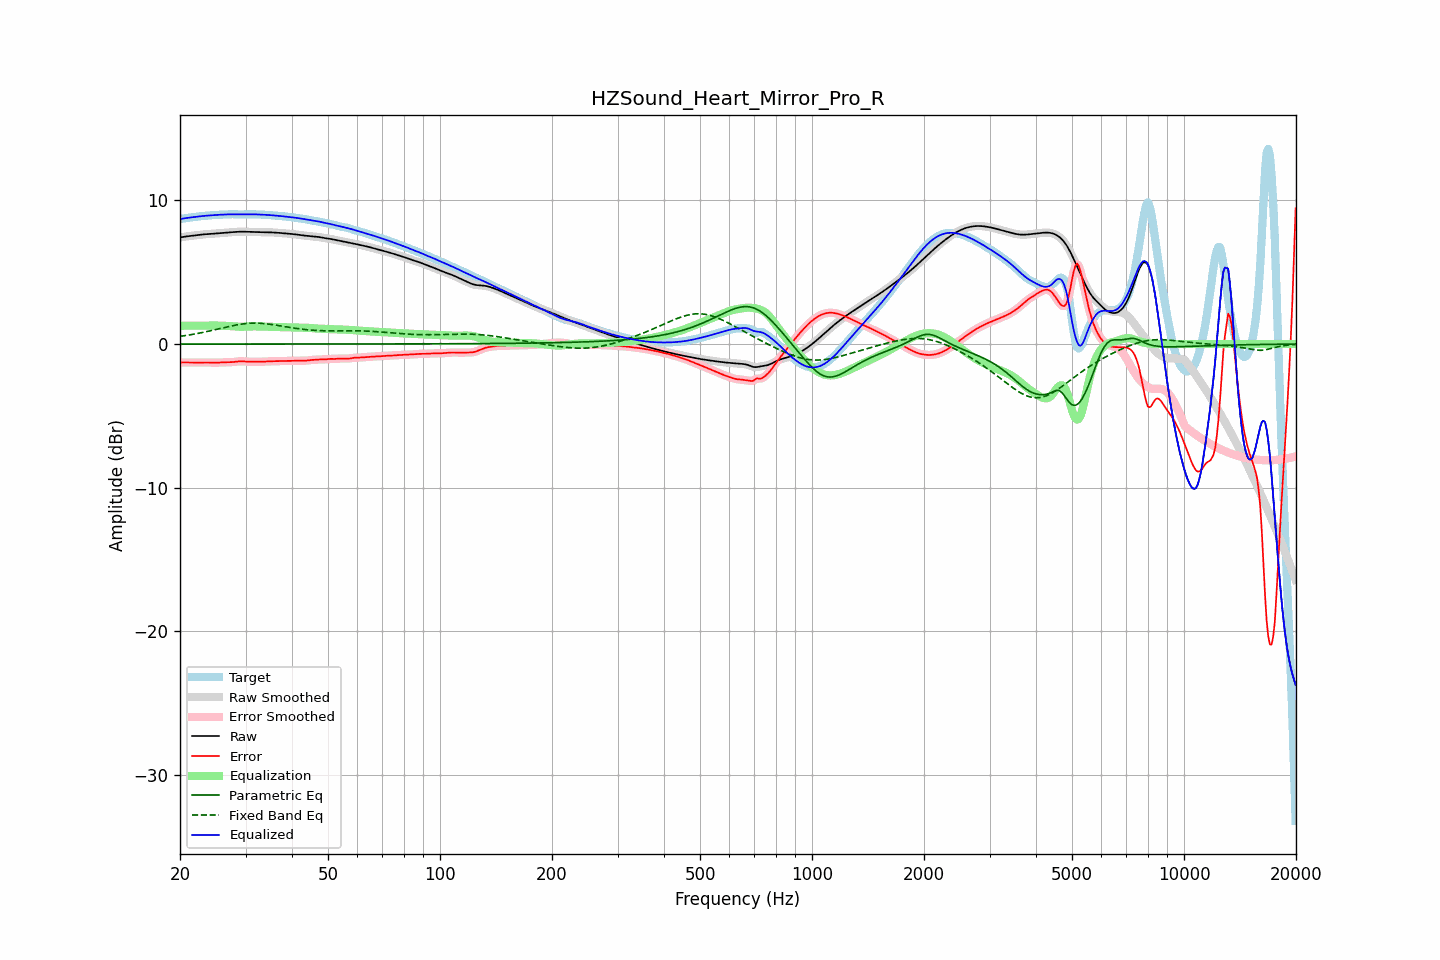 HZSound_Heart_Mirror_Pro_R
Amplitude (dBr)
10
0
−10
−20
−30
Target
Raw Smoothed
Error Smoothed
Raw
Error
Equalization
Parametric Eq
Fixed Band Eq
Equalized
20 50 100 200 500 1000 2000 5000 10000 20000
Frequency (Hz)